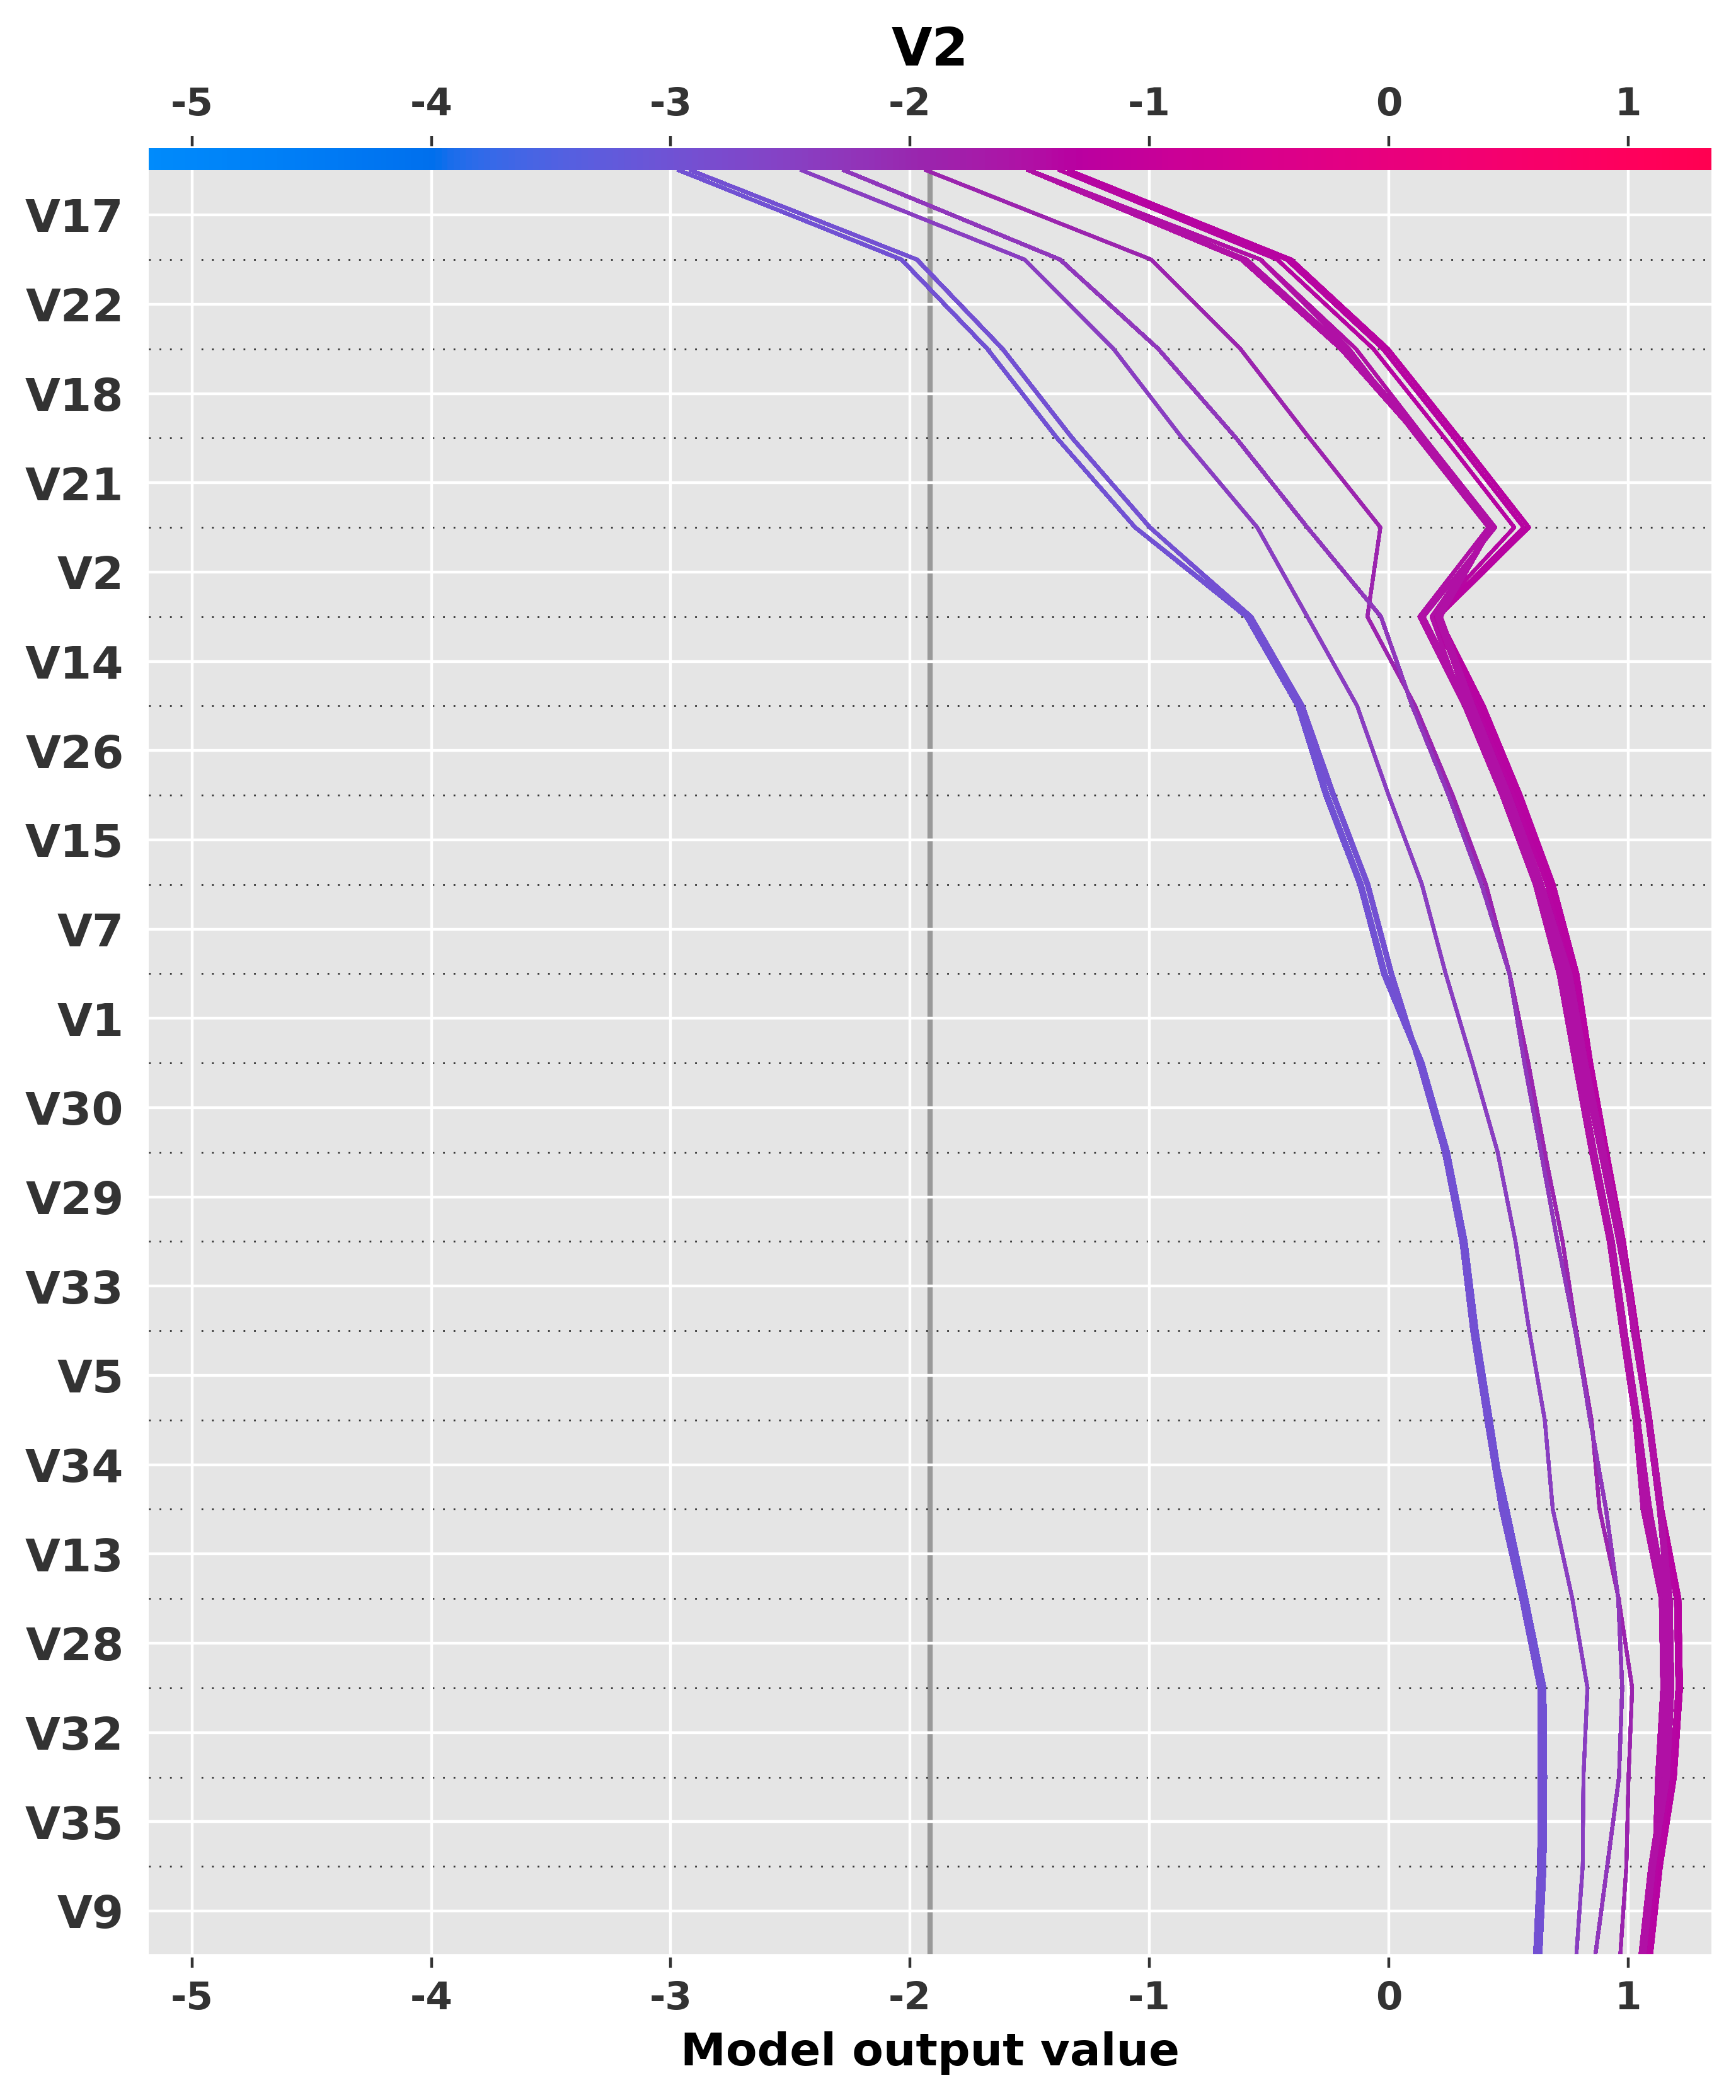 V2
-5 -4 -3 -2 -1 0 1
V17
V22
V18
V21
V2
V14
V26
V15
V7
V1
V30
V29
V33
V5
V34
V13
V28
V32
V35
V9
-5 -4 -3 -2 -1 0 1
Model output value